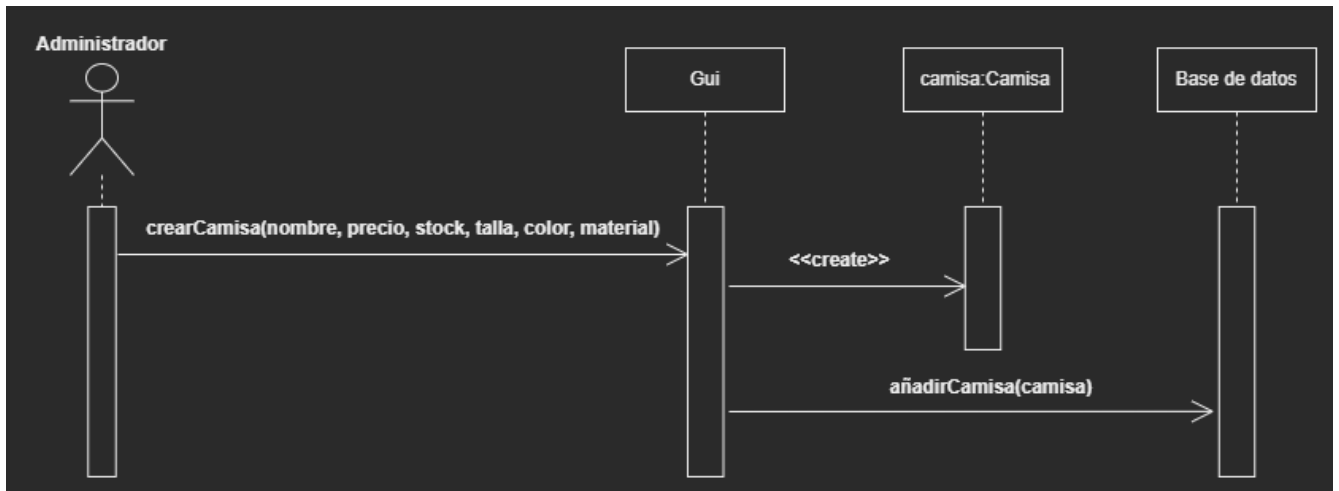 Administrador
Gui
camisa:Camisa
Base de datos
crearCamisa(nombre, precio, stock, talla, color, material)
<<create>>
añadirCamisa(camisa)